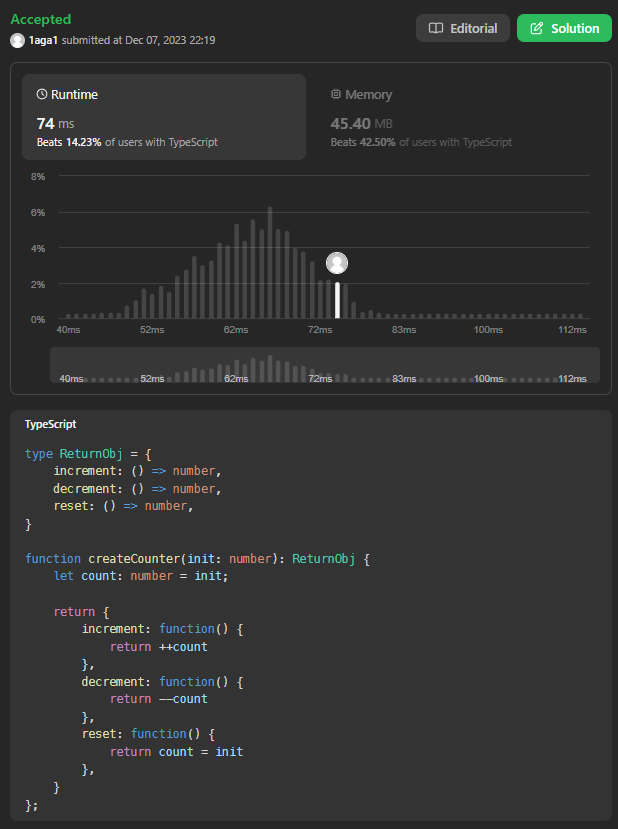 Accepted
Editorial
Solution
1aga1 submitted at Dec 07, 2023 22:19
Runtime
Memory
74 ms
45.40 MB
Beats 14.23% of users with TypeScript
Beats 42.50% of users with TypeScript
8%
6%
4%
2%
0%
40ms 52ms 62ms 72ms 83ms 100ms 112ms
40ms 52ms 62ms 72ms 83ms 100ms 112ms
TypeScript
type ReturnObj = {
    increment: () => number,
    decrement: () => number,
    reset: () => number,
}
function createCounter(init: number): ReturnObj {
    let count: number = init;
    return {
        increment: function() {
            return ++count
        },
        decrement: function() {
            return --count
        },
        reset: function() {
            return count = init
        },
    }
};